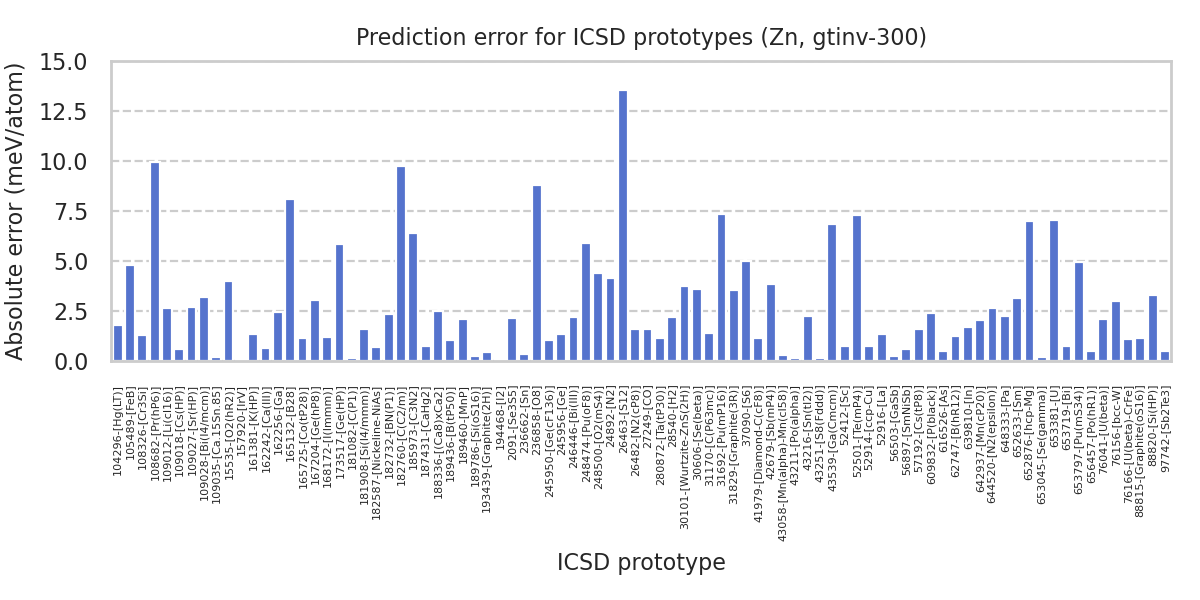 Prediction error for ICSD prototypes (Zn, gtinv-300)
Absolute error (meV/atom)
15.0
12.5
10.0
7.5
5.0
2.5
0.0
104296-[Hg(LT)]
105489-[FeB]
108326-[Cr3Si]
108682-[Pr(hP6)]
109012-[Li(cI16)]
109018-[Cs(HP)]
109027-[Sr(HP)]
109028-[Bi(I4/mcm)]
109035-[Ca.15Sn.85]
15535-[O2(hR2)]
157920-[IrV]
161381-[K(HP)]
162242-[Ca(III)]
162256-[Ga]
165132-[B28]
165725-[Co(tP28)]
167204-[Ge(hP8)]
168172-[I(Immm)]
173517-[Ge(HP)]
181082-[C(P1)]
181908-[Si(I4/mmm)]
182587-[Nickeline-NiAs]
182732-[BN(P1)]
182760-[C(C2/m)]
185973-[C3N2]
187431-[CaHg2]
188336-[(Ca8)xCa2]
189436-[B(tP50)]
189460-[MnP]
189786-[Si(oS16)]
193439-[Graphite(2H)]
194468-[I2]
2091-[Se3S5]
236662-[Sn]
236858-[O8]
245950-[Ge(cF136)]
245956-[Ge]
246446-[Bi(III)]
248474-[Pu(oF8)]
248500-[O2(mS4)]
24892-[N2]
26463-[S12]
26482-[N2(cP8)]
27249-[CO]
280872-[Ta(tP30)]
28540-[H2]
30101-[Wurtzite-ZnS(2H)]
30606-[Se(beta)]
31170-[C(P63mc)]
31692-[Pu(mP16)]
31829-[Graphite(3R)]
37090-[S6]
41979-[Diamond-C(cF8)]
42679-[Sb(mP4)]
43058-[Mn(alpha)-Mn(cI58)]
43211-[Po(alpha)]
43216-[Sn(tI2)]
43251-[S8(Fddd)]
43539-[Ga(Cmcm)]
52412-[Sc]
52501-[Te(mP4)]
52914-[ccp-Cu]
52916-[La]
56503-[GaSb]
56897-[SmNiSb]
57192-[Cs(tP8)]
609832-[P(black)]
616526-[As]
62747-[B(hR12)]
639810-[In]
642937-[Mn(cP20)]
644520-[N2(epsilon)]
648333-[Pa]
652633-[Sm]
652876-[hcp-Mg]
653045-[Se(gamma)]
653381-[U]
653719-[Bi]
653797-[Pu(mS34)]
656457-[Po(hR1)]
76041-[U(beta)]
76156-[bcc-W]
76166-[U(beta)-CrFe]
88815-[Graphite(oS16)]
88820-[Si(HP)]
97742-[Sb2Te3]
ICSD prototype